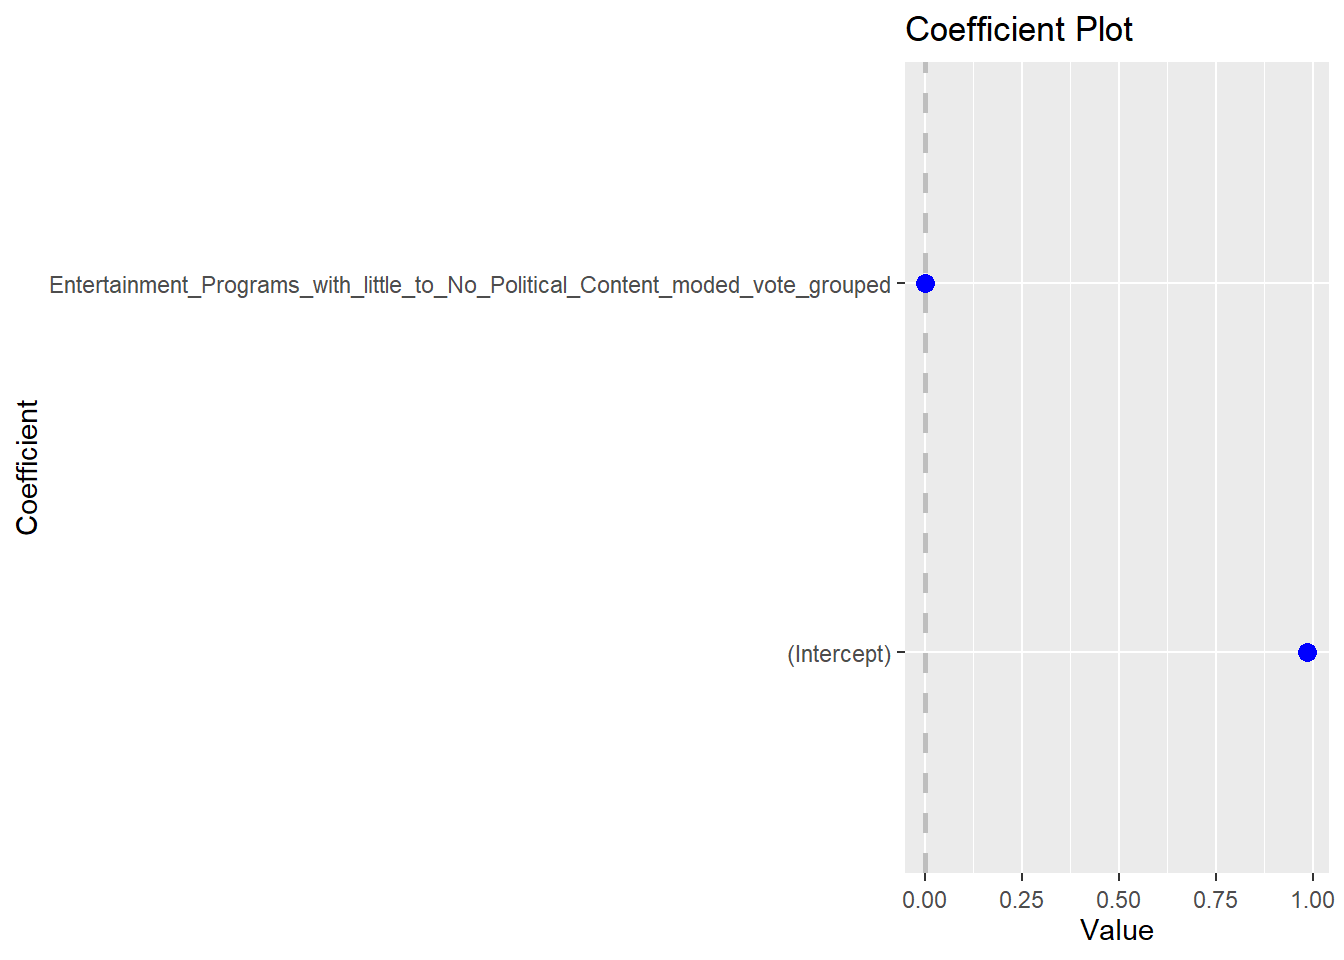 Coefficient Plot
Entertainment_Programs_with_little_to_No_Political_Content_moded_vote_grouped
Coefficient
(Intercept)
0.00 0.25 0.50 0.75 1.00
Value